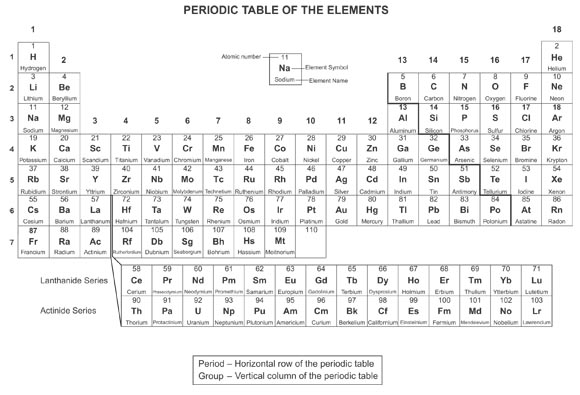 PERIODIC TABLE OF THE ELEMENTS
1 18
1 2
Atomic number 11
1 H 2 Na Element Symbol 13 14 15 16 17 He
Hydrogen Sodium Element Name Helium
3 4 5 6 7 8 9 10
2 Li Be B C N O F Ne
Lithium Beryllium Boron Carbon Nitrogen Oxygen Fluorine Neon
11 12 13 14 15 16 17 18
3 Na Mg 3 4 5 6 7 8 9 10 11 12 Al Si P S Cl Ar
Sodium Magnesium Aluminum Silicon Phosphorus Sulfur Chlorine Argon
19 20 21 22 23 24 25 26 27 28 29 30 31 32 33 34 35 36
4 K Ca Sc Ti V Cr Mn Fe Co Ni Cu Zn Ga Ge As Se Br Kr
Potassium Calcium Scandium Titanium Vanadium Chromium Manganese Iron Cobalt Nickel Copper Zinc Gallium Germanium Arsenic Selenium Bromine Krypton
37 38 39 40 41 42 43 44 45 46 47 48 49 50 51 52 53 54
5 Rb Sr Y Zr Nb Mo Tc Ru Rh Pd Ag Cd In Sn Sb Te I Xe
Rubidium Strontium Yttrium Zirconium Niobium Molybdenum Technetium Ruthenium Rhodium Palladium Silver Cadmium Indium Tin Antimony Tellurium Iodine Xenon
55 56 57 72 73 74 75 76 77 78 79 80 81 82 83 84 85 86
6 Cs Ba La Hf Ta W Re Os Ir Pt Au Hg Tl Pb Bi Po At Rn
Cesium Barium Lanthanum Hafnium Tantalum Tungsten Rhenium Osmium Indium Platinum Gold Mercury Thallium Lead Bismuth Polonium Astatine Radon
87 88 89 104 105 106 107 108 109 110
7 Fr Ra Ac Rf Db Sg Bh Hs Mt
Francium Radium Actinium Rutherfordium Dubnium Seaborgium Bohrium Hassium
58 59 60 61 62 63 64 65 66 67 68 69 70 71
Lanthanide Series Ce Pr Nd Pm Sm Eu Gd Tb Dy Ho Er Tm Yb Lu
Cerium Praseodymium Neodymium Promethium Samarium Europium Gadolinium Terbium Dysprosium Holmium Erbium Thulium Ytterbium Lutetium
90 91 92 93 94 95 96 97 98 99 100 101 102 103
Actinide Series Th Pa U Np Pu Am Cm Bk Cf Es Fm Md No Lr
Thorium Protactinium Uranium Neptunium Plutonium Americium Curium Berkelium Californium Einsteinium Fermium Mendelevium Nobelium Lawrencium
Period – Horizontal row of the periodic table
Group – Vertical column of the periodic table